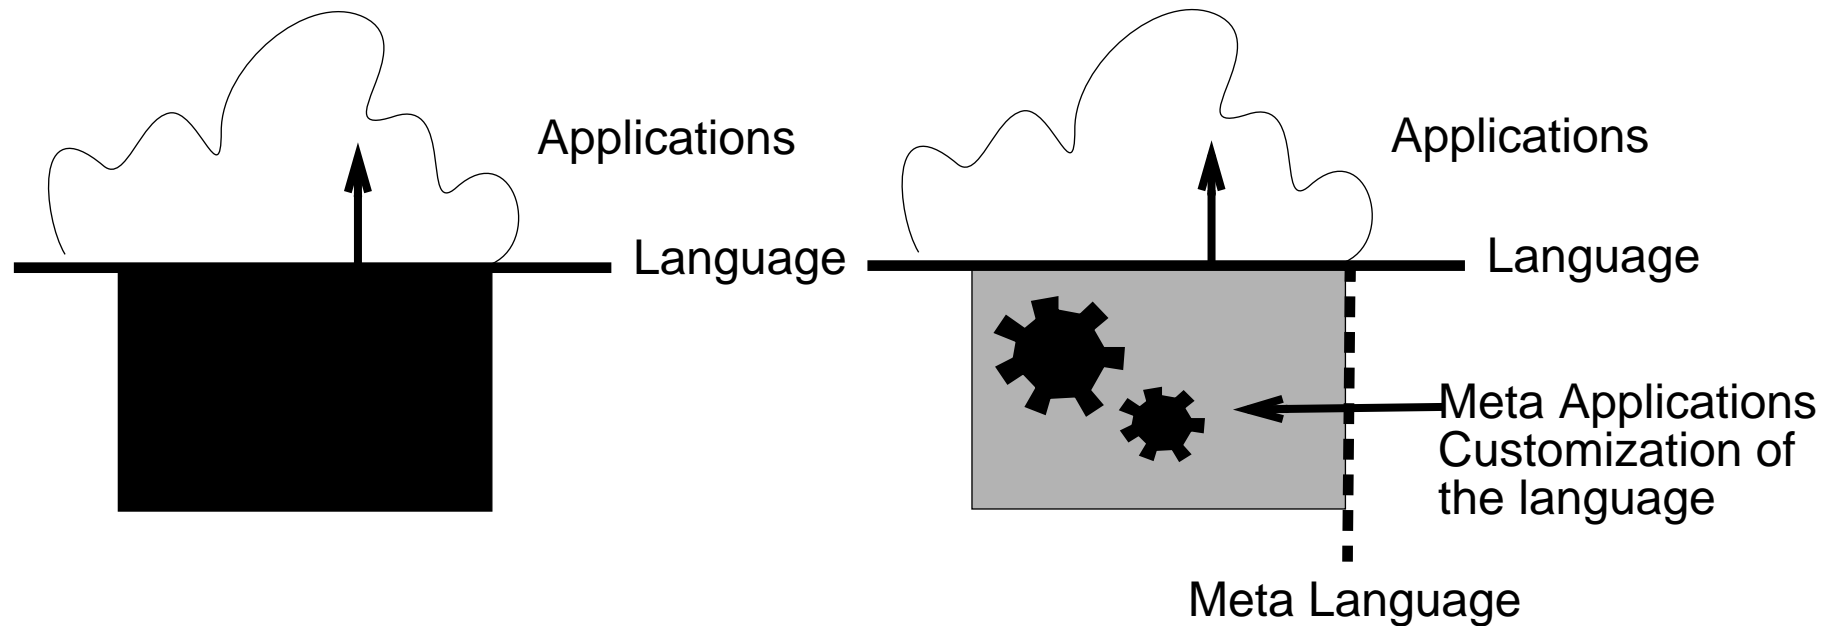 Applications
Language
Applications
Language
Meta Applications
Customization of
the language
Meta Language